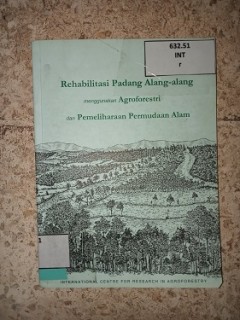 632.51
INT
r
Rehabilitasi Padang Alang-alang
menggunakan Agroforestri
dan Pemeliharaan Permudaan Alam
INTERNATIONAL CENTRE FOR RESEARCH IN AGROFORESTRY